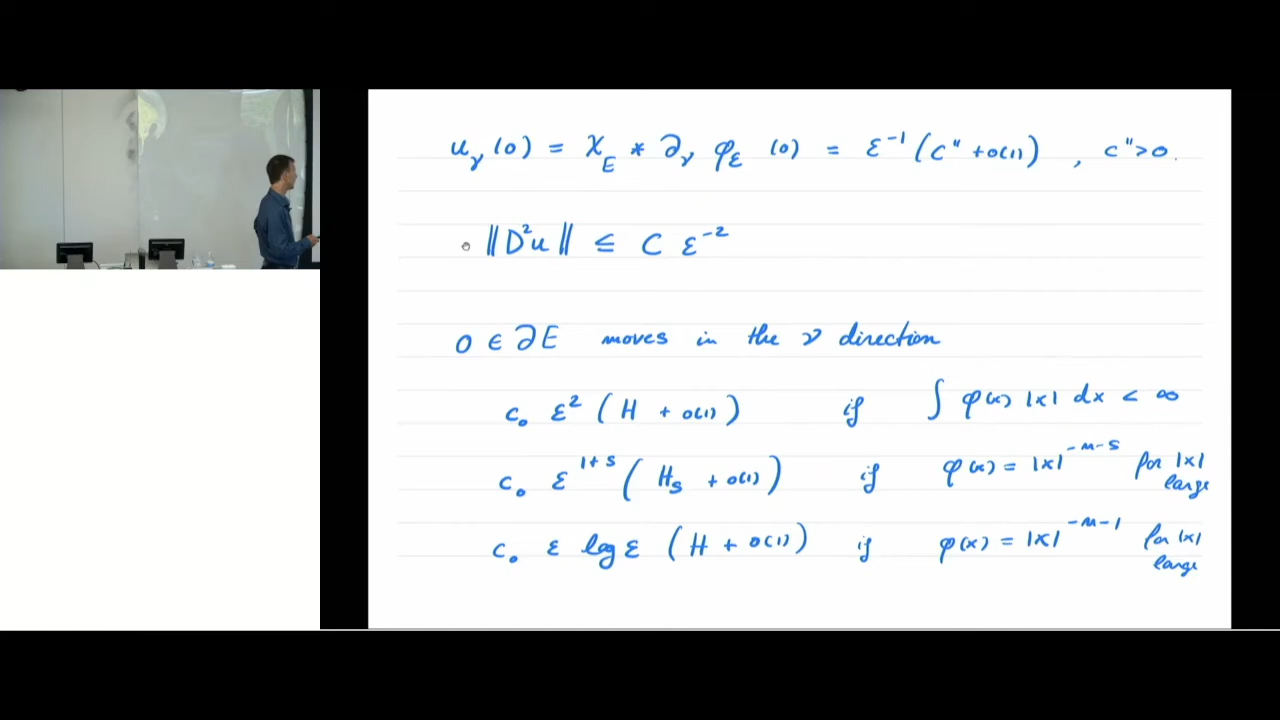 u_ν(0) = χ_E * ∂_ν φ_ε (0) = ε^{-1}(C'' + o(1)) , C'' > 0.
‖D²u‖ ≤ C ε^{-2}
0 ∈ ∂E moves in the ν direction
c₀ ε² (H + o(1)) if ∫ φ(x) |x| dx < ∞
c₀ ε^{1+s} (H_s + o(1)) if φ(x) = |x|^{-n-s} for |x| large
c₀ ε log ε (H + o(1)) if φ(x) = |x|^{-n-1} for |x| large